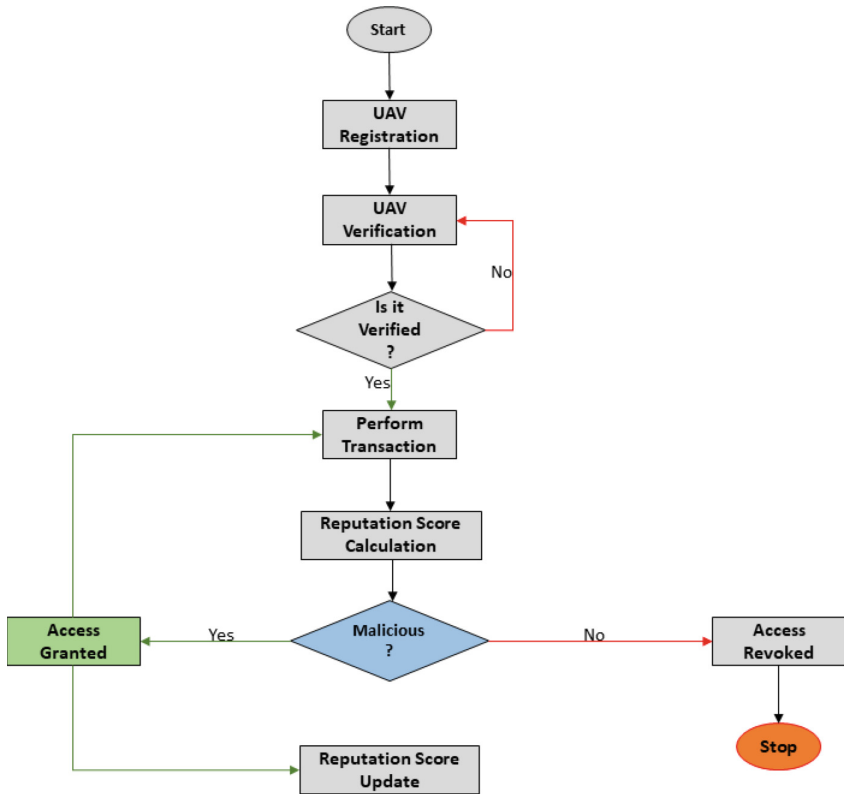 Start
UAV
Registration
UAV
Verification
No
Is it
Verified
?
Yes
Perform
Transaction
Reputation Score
Calculation
Access
Granted
Yes
Malicious
?
No
Access
Revoked
Stop
Reputation Score
Update